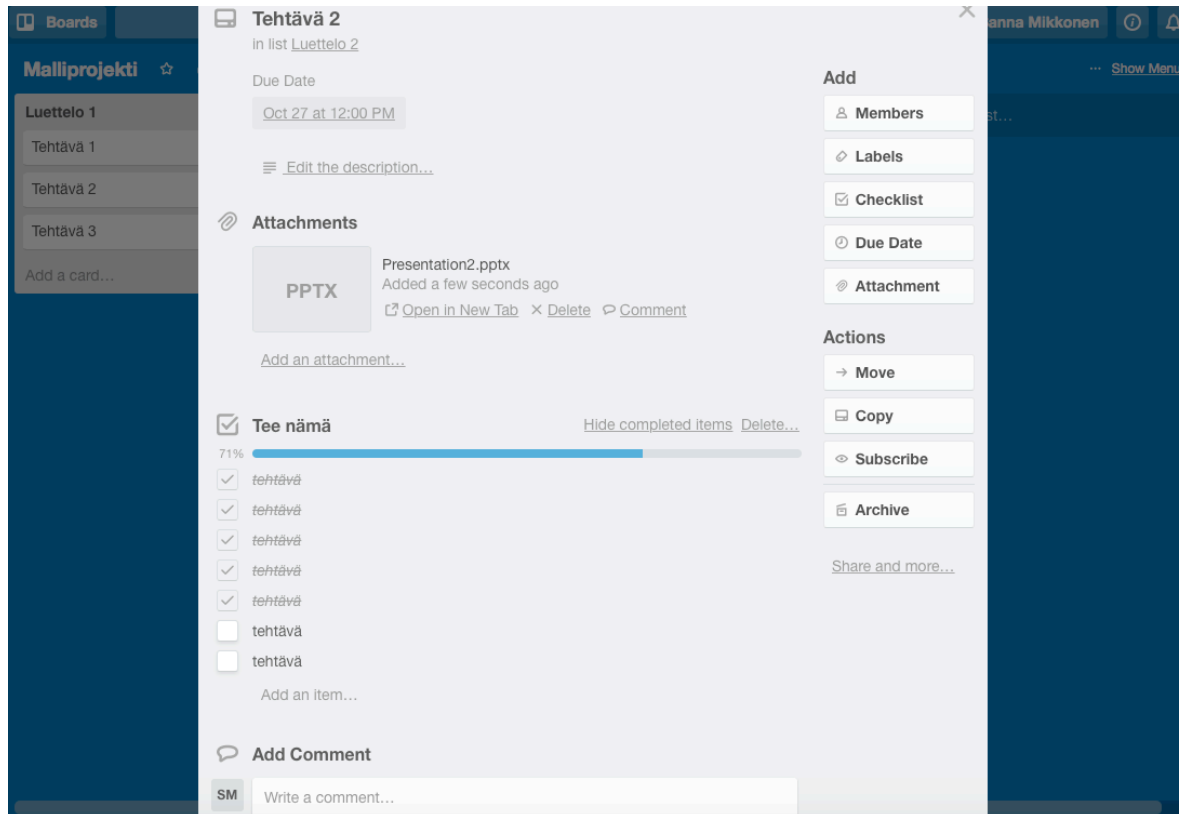 Boards
anna Mikkonen
Malliprojekti
Show Menu
Luettelo 1
Tehtävä 1
Tehtävä 2
Tehtävä 3
Add a card…
Tehtävä 2
in list Luettelo 2
Due Date
Oct 27 at 12:00 PM
Edit the description…
Attachments
PPTX
Presentation2.pptx
Added a few seconds ago
Open in New Tab Delete Comment
Add an attachment…
Tee nämä Hide completed items Delete…
71%
tehtävä
tehtävä
tehtävä
tehtävä
tehtävä
tehtävä
tehtävä
Add an item…
Add Comment
SM Write a comment…
Add
Members
Labels
Checklist
Due Date
Attachment
Actions
Move
Copy
Subscribe
Archive
Share and more…
st…